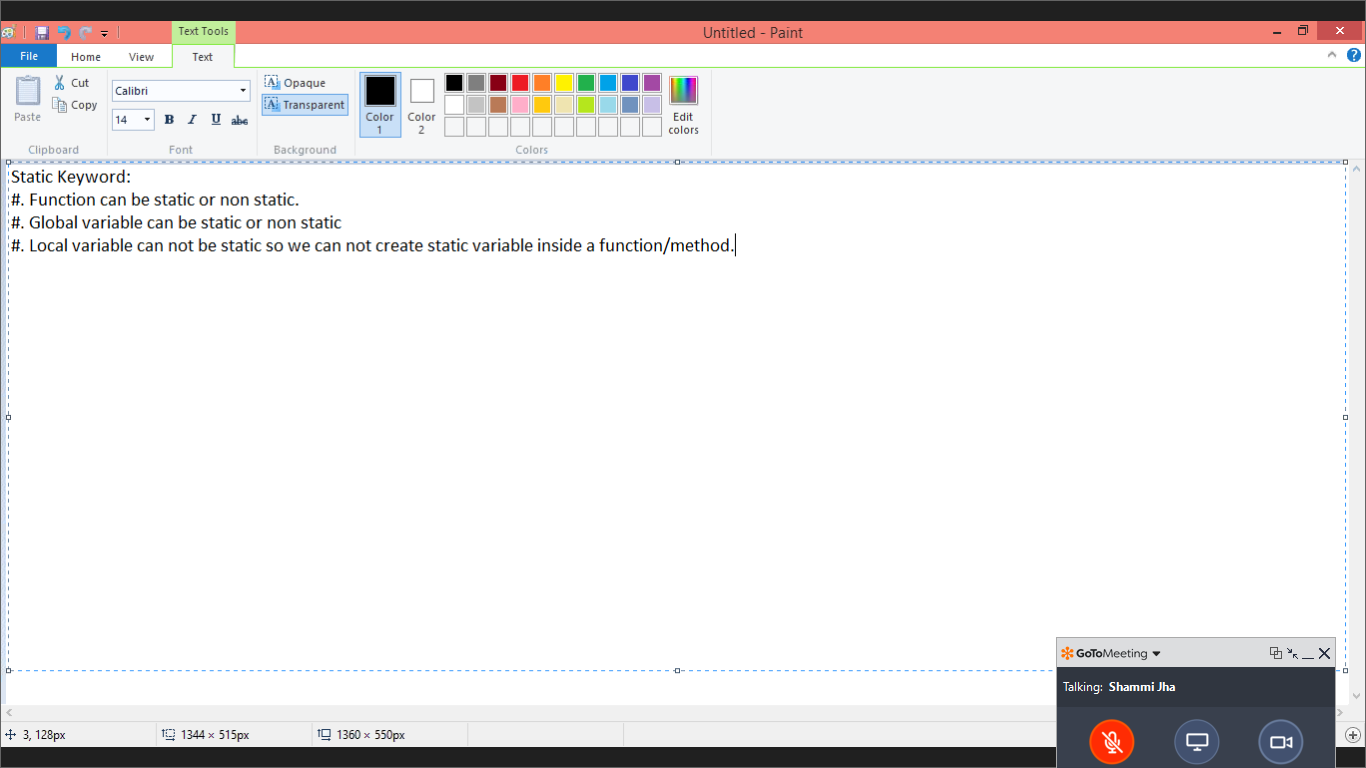 Text Tools
Untitled - Paint
File
Home
View
Text
Paste
Cut
Copy
Clipboard
Calibri
14
B I U abc
Font
Opaque
Transparent
Background
Color 1
Color 2
Edit colors
Colors
Static Keyword:
#. Function can be static or non static.
#. Global variable can be static or non static
#. Local variable can not be static so we can not create static variable inside a function/method.
GoToMeeting
Talking: Shammi Jha
3, 128px
1344 × 515px
1360 × 550px